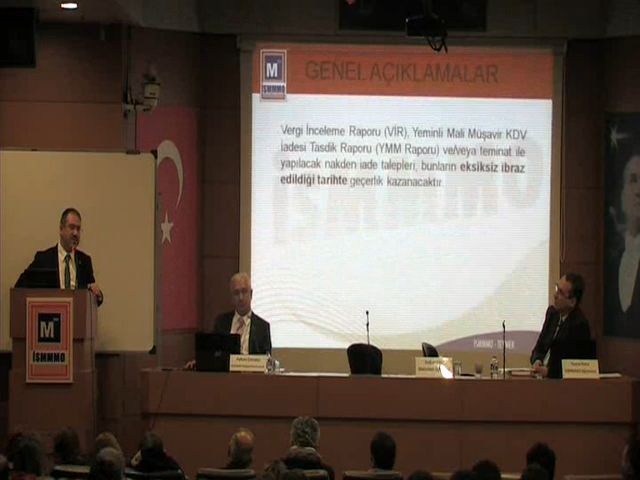 GENEL AÇIKLAMALAR
M
İSMMMO
Vergi İnceleme Raporu (VİR), Yeminli Mali Müşavir KDV
iadesi Tasdik Raporu (YMM Raporu) ve/veya teminat ile
yapılacak nakden iade talepleri, bunların eksiksiz ibraz
edildiği tarihte geçerlik kazanacaktır.
İSMMMO
M
İSMMMO